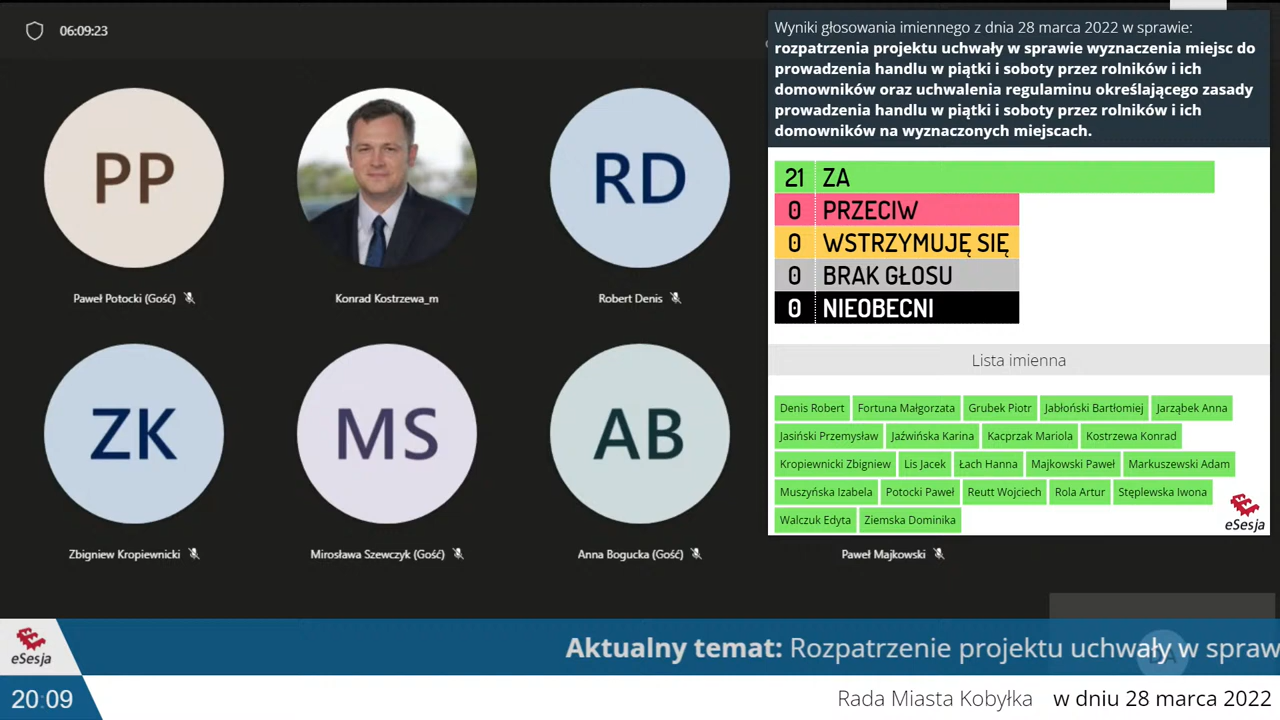 06:09:23
PP
RD
Paweł Potocki (Gość)
Konrad Kostrzewa_m
Robert Denis
ZK
MS
AB
Zbigniew Kropiewnicki
Mirosława Szewczyk (Gość)
Anna Bogucka (Gość)
Paweł Majkowski
Wyniki głosowania imiennego z dnia 28 marca 2022 w sprawie:
rozpatrzenia projektu uchwały w sprawie wyznaczenia miejsc do
prowadzenia handlu w piątki i soboty przez rolników i ich
domowników oraz uchwalenia regulaminu określającego zasady
prowadzenia handlu w piątki i soboty przez rolników i ich
domowników na wyznaczonych miejscach.
21 ZA
0 PRZECIW
0 WSTRZYMUJĘ SIĘ
0 BRAK GŁOSU
0 NIEOBECNI
Lista imienna
Denis Robert Fortuna Małgorzata Grubek Piotr Jabłoński Bartłomiej Jarząbek Anna
Jasiński Przemysław Jaźwińska Karina Kacprzak Mariola Kostrzewa Konrad
Kropiewnicki Zbigniew Lis Jacek Łach Hanna Majkowski Paweł Markuszewski Adam
Muszyńska Izabela Potocki Paweł Reutt Wojciech Rola Artur Stęplewska Iwona
Walczuk Edyta Ziemska Dominika
eSesja
eSesja
Aktualny temat: Rozpatrzenie projektu uchwały w spraw
20:09
Rada Miasta Kobyłka w dniu 28 marca 2022